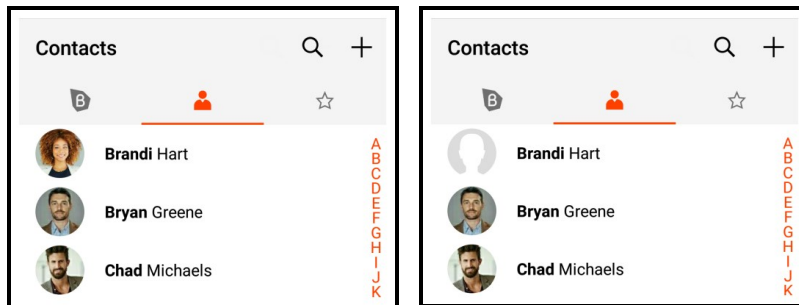 Contacts
B
Brandi Hart
Bryan Greene
Chad Michaels
A
B
C
D
E
F
G
H
I
J
K
Contacts
B
Brandi Hart
Bryan Greene
Chad Michaels
A
B
C
D
E
F
G
H
I
J
K